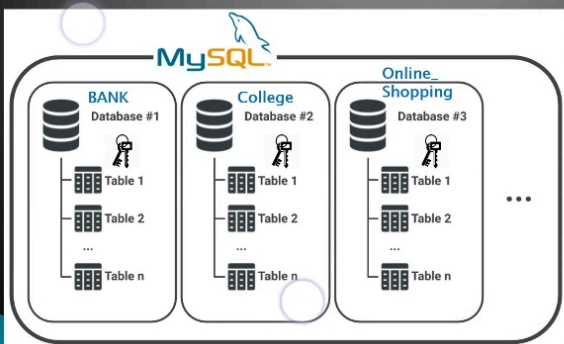 MySQL™
BANK
Database #1
Table 1
Table 2
...
Table n
College
Database #2
Table 1
Table 2
...
Table n
Online_
Shopping
Database #3
Table 1
Table 2
...
Table n
...